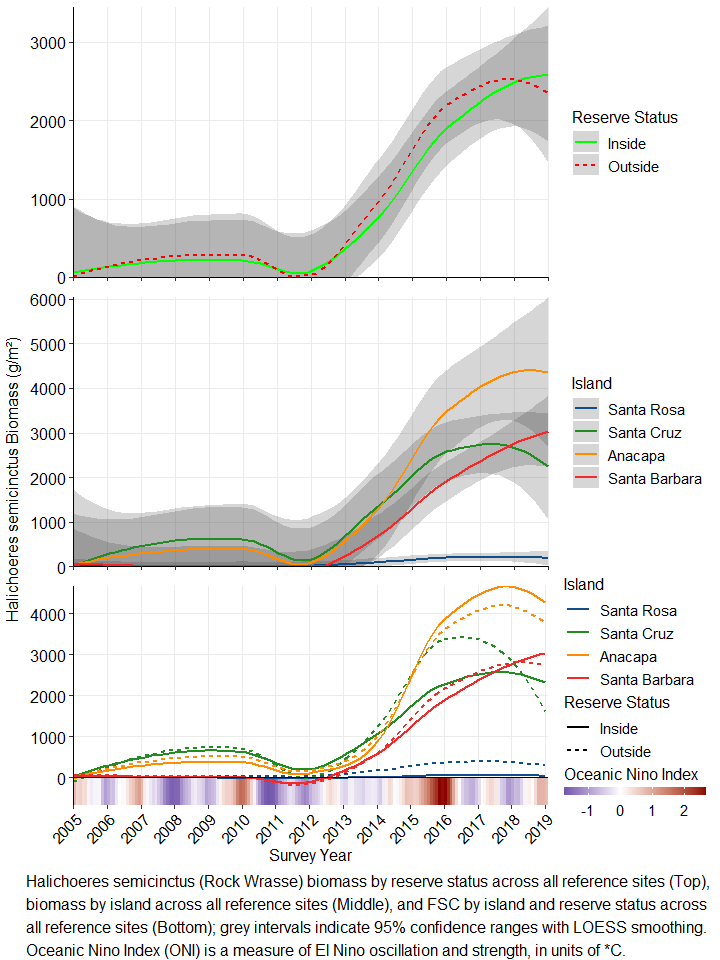 3000
2000
1000
0
Reserve Status
Inside
Outside
Halichoeres semicinctus Biomass (g/m²)
6000
5000
4000
3000
2000
1000
0
Island
Santa Rosa
Santa Cruz
Anacapa
Santa Barbara
4000
3000
2000
1000
0
2005 2006 2007 2008 2009 2010 2011 2012 2013 2014 2015 2016 2017 2018 2019
Survey Year
Island
Santa Rosa
Santa Cruz
Anacapa
Santa Barbara
Reserve Status
Inside
Outside
Oceanic Nino Index
-1 0 1 2
Halichoeres semicinctus (Rock Wrasse) biomass by reserve status across all reference sites (Top),
biomass by island across all reference sites (Middle), and FSC by island and reserve status across
all reference sites (Bottom); grey intervals indicate 95% confidence ranges with LOESS smoothing.
Oceanic Nino Index (ONI) is a measure of El Nino oscillation and strength, in units of *C.